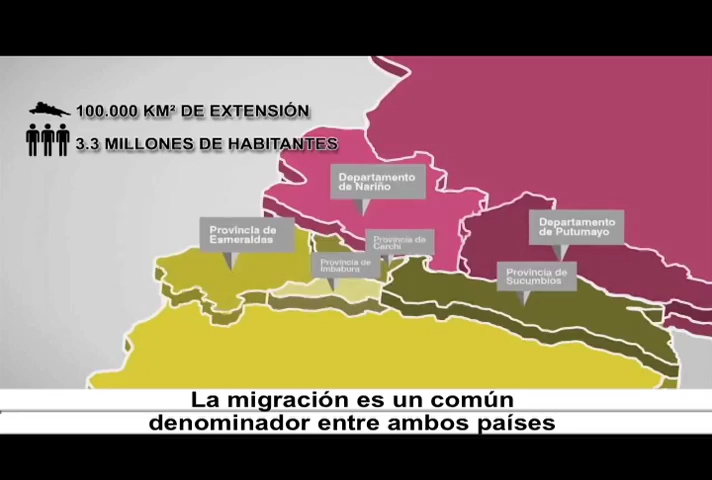 100.000 KM² DE EXTENSIÓN
3.3 MILLONES DE HABITANTES
Departamento
de Nariño
Departamento
de Putumayo
Provincia de
Esmeraldas
Provincia de
Carchi
Provincia de
Imbabura
Provincia de
Sucumbíos
La migración es un común
denominador entre ambos países